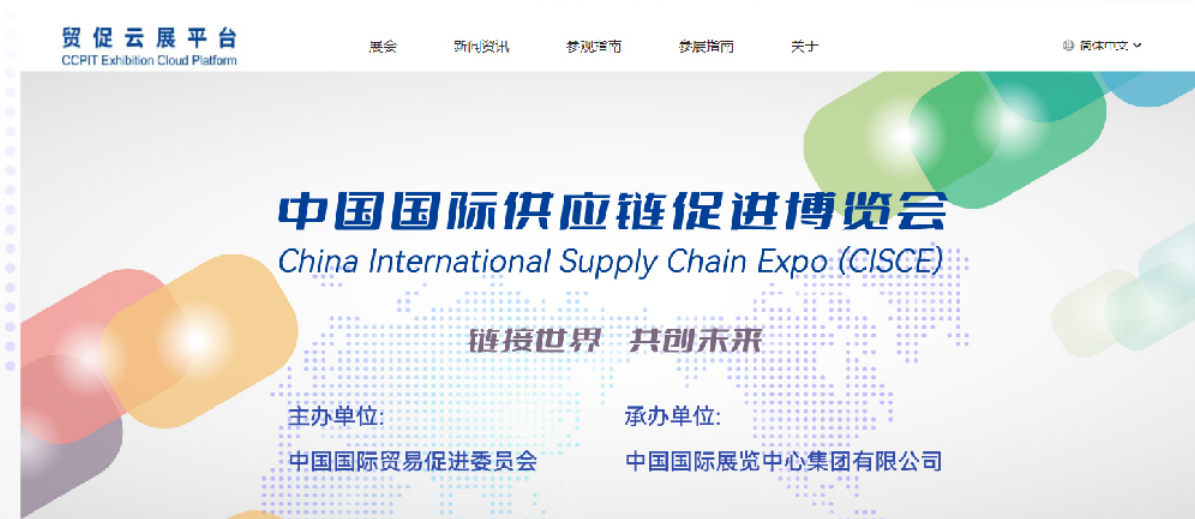 贸促云展平台
CCPIT Exhibition Cloud Platform
展会 新闻资讯 参观指南 参展指南 关于 简体中文
中国国际供应链促进博览会
China International Supply Chain Expo (CISCE)
链接世界 共创未来
主办单位: 承办单位:
中国国际贸易促进委员会 中国国际展览中心集团有限公司